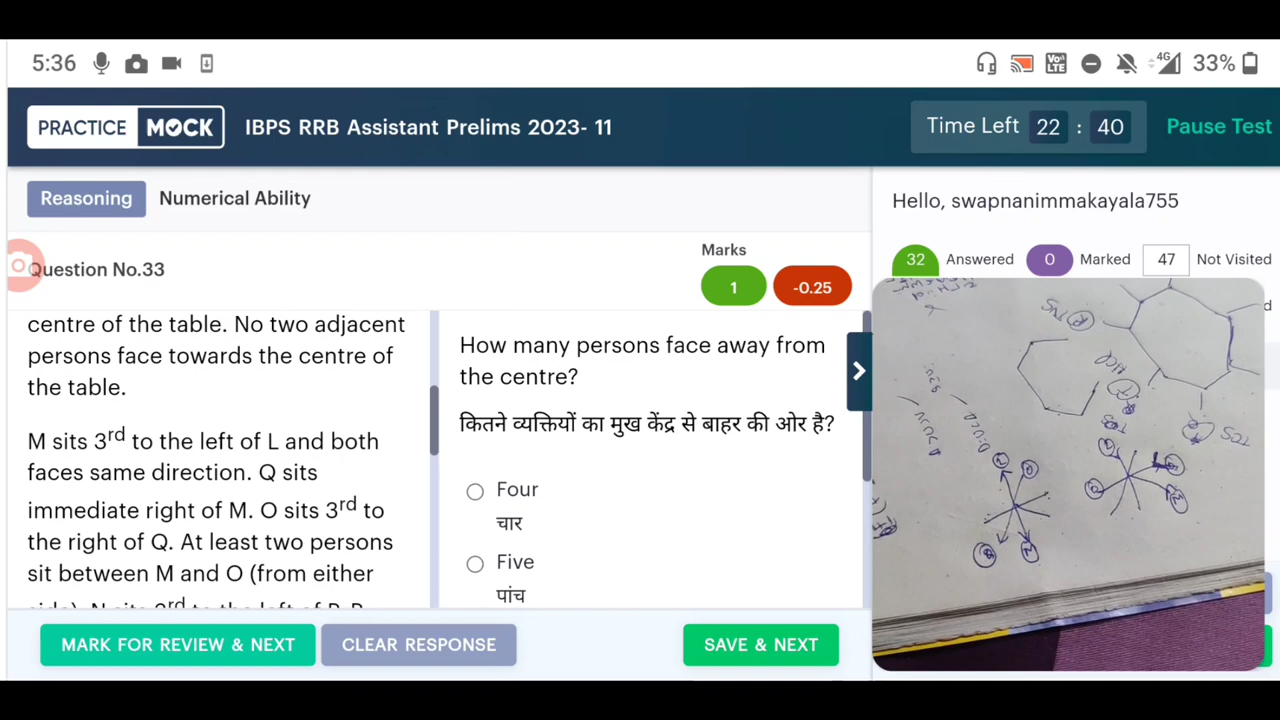 5:36
33%
4G
Vo))
LTE
PRACTICE MOCK
IBPS RRB Assistant Prelims 2023- 11
Time Left 22 : 40
Pause Test
Reasoning
Numerical Ability
Hello, swapnanimmakayala755
Question No.33
Marks
1
-0.25
32 Answered
0 Marked
47 Not Visited
centre of the table. No two adjacent
persons face towards the centre of
the table.
M sits 3rd to the left of L and both
faces same direction. Q sits
immediate right of M. O sits 3rd to
the right of Q. At least two persons
sit between M and O (from either
How many persons face away from
the centre?
कितने व्यक्तियों का मुख केंद्र से बाहर की ओर है?
Four
चार
Five
पांच
MARK FOR REVIEW & NEXT
CLEAR RESPONSE
SAVE & NEXT